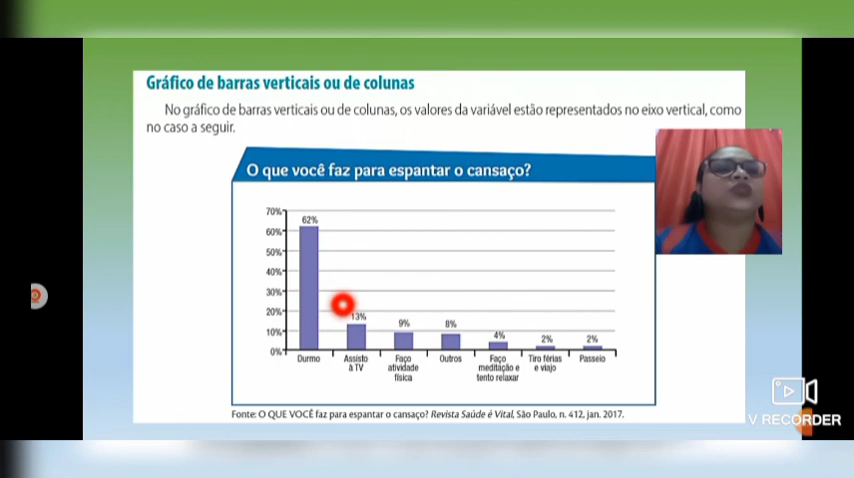 Gráfico de barras verticais ou de colunas
No gráfico de barras verticais ou de colunas, os valores da variável estão representados no eixo vertical, como
no caso a seguir.
O que você faz para espantar o cansaço?
70%
60%
50%
40%
30%
20%
10%
0%
62%
13%
9%
8%
4%
2%
2%
Durmo
Assisto
à TV
Faço
atividade
física
Outros
Faço
meditação e
tento relaxar
Tiro férias
e viajo
Passeio
Fonte: O QUE VOCÊ faz para espantar o cansaço? Revista Saúde é Vital, São Paulo, n. 412, jan. 2017.
V RECORDER